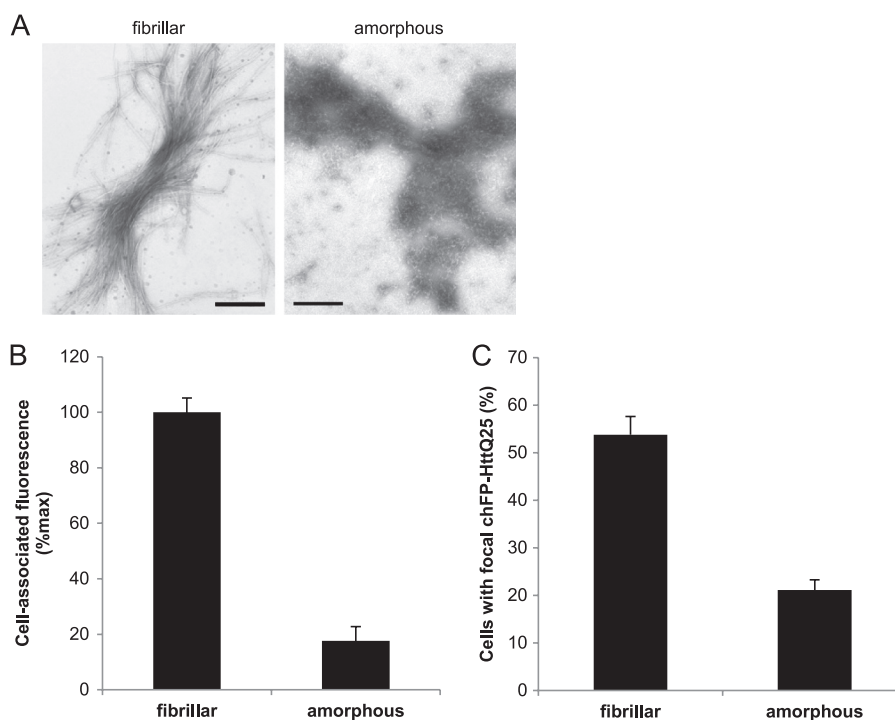 A
fibrillar
amorphous
B
Cell-associated fluorescence
(%max)
120
100
80
60
40
20
0
fibrillar
amorphous
C
Cells with focal chFP-HttQ25 (%)
70
60
50
40
30
20
10
0
fibrillar
amorphous